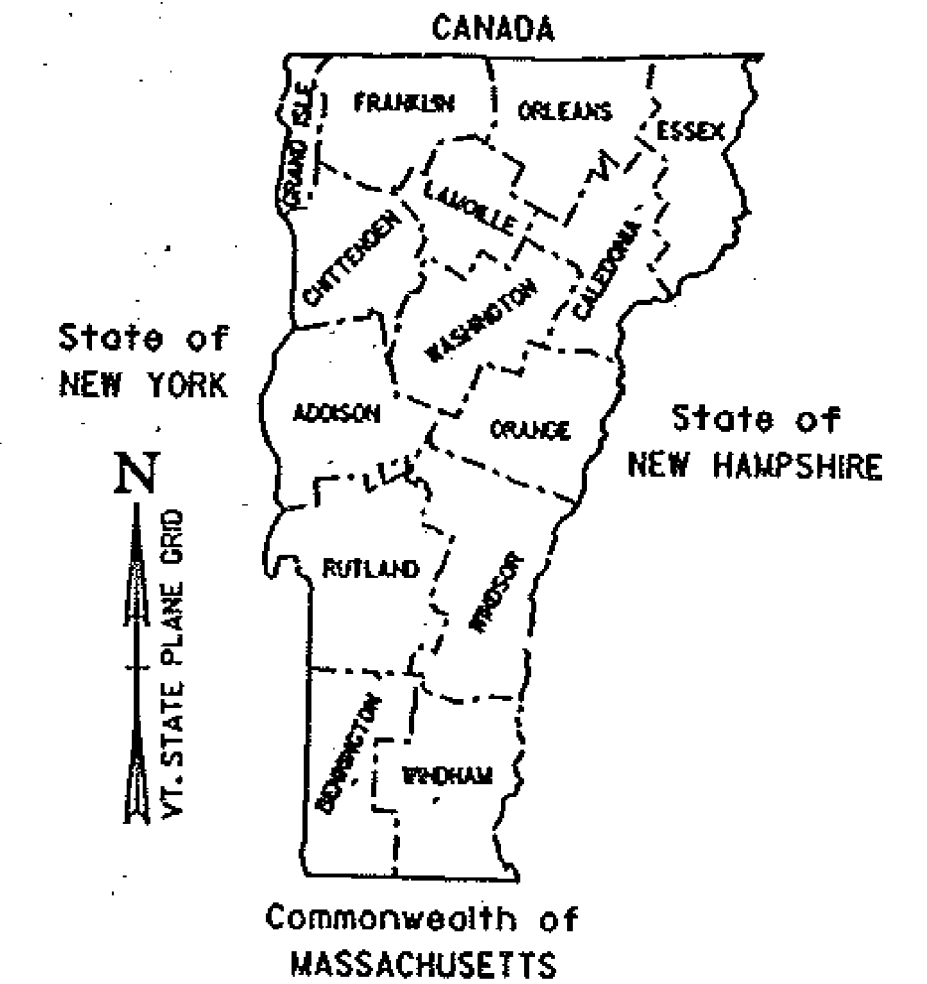 CANADA
FRANKLIN
ORLEANS
GRAND ISLE
ESSEX
LAMOILLE
CHITTENDEN
CALEDONIA
WASHINGTON
State of
NEW YORK
ADDISON
ORANGE
State of
NEW HAMPSHIRE
N
VT. STATE PLANE GRID
RUTLAND
WINDSOR
BENNINGTON
WINDHAM
Commonwealth of
MASSACHUSETTS